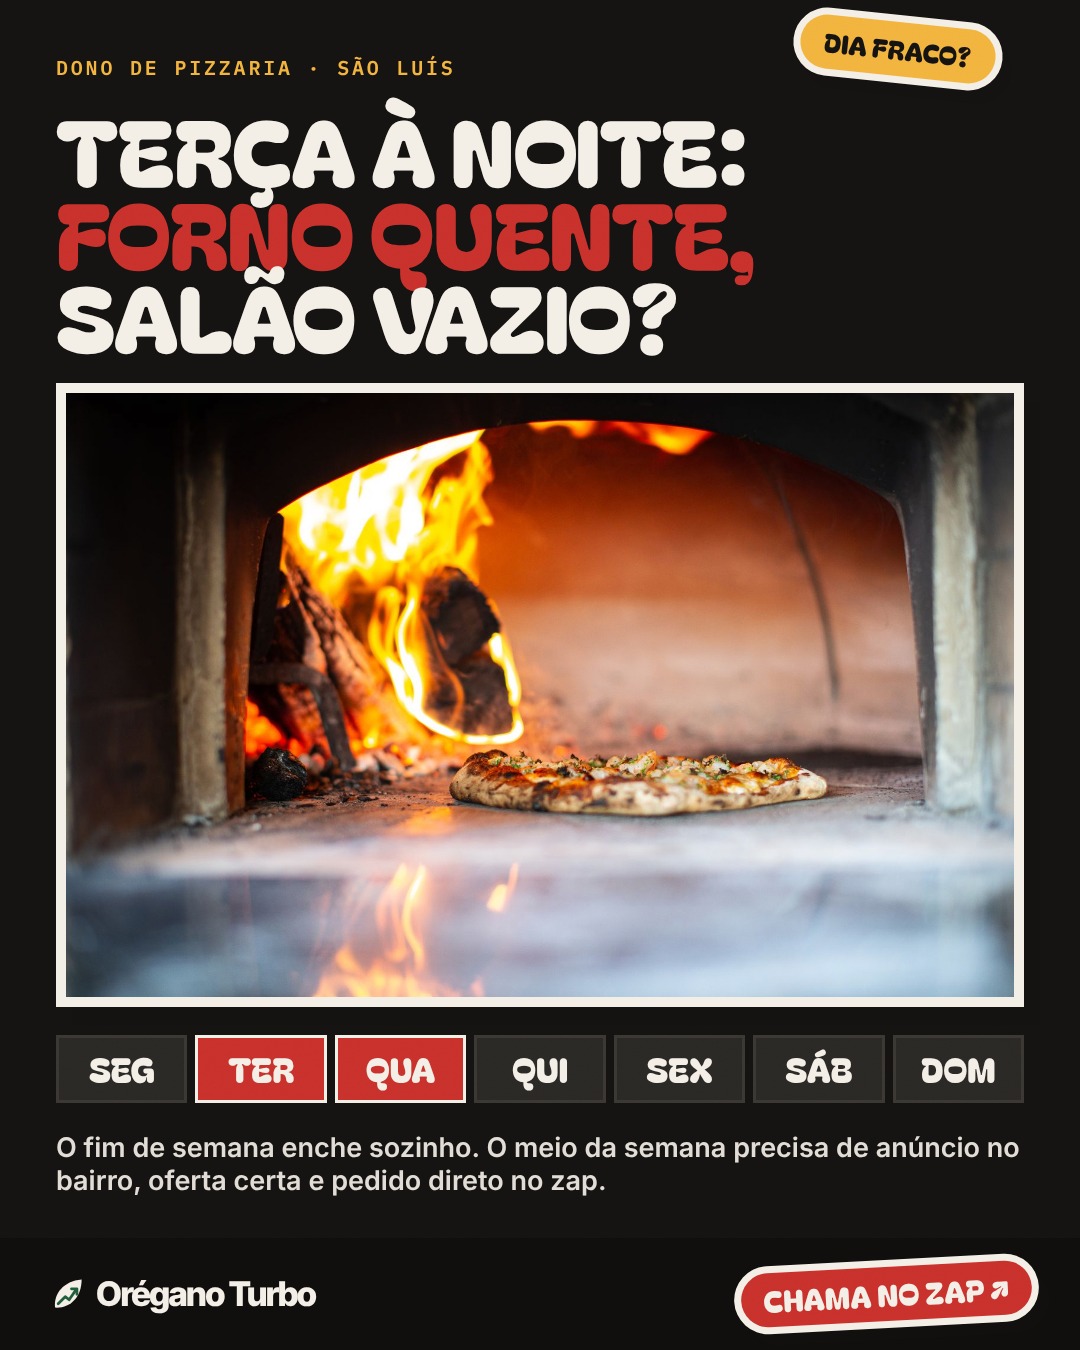 DIA FRACO?
DONO DE PIZZARIA · SÃO LUÍS
TERÇA À NOITE:
FORNO QUENTE,
SALÃO VAZIO?
SEG TER QUA QUI SEX SÁB DOM
O fim de semana enche sozinho. O meio da semana precisa de anúncio no
bairro, oferta certa e pedido direto no zap.
Orégano Turbo
CHAMA NO ZAP ↗